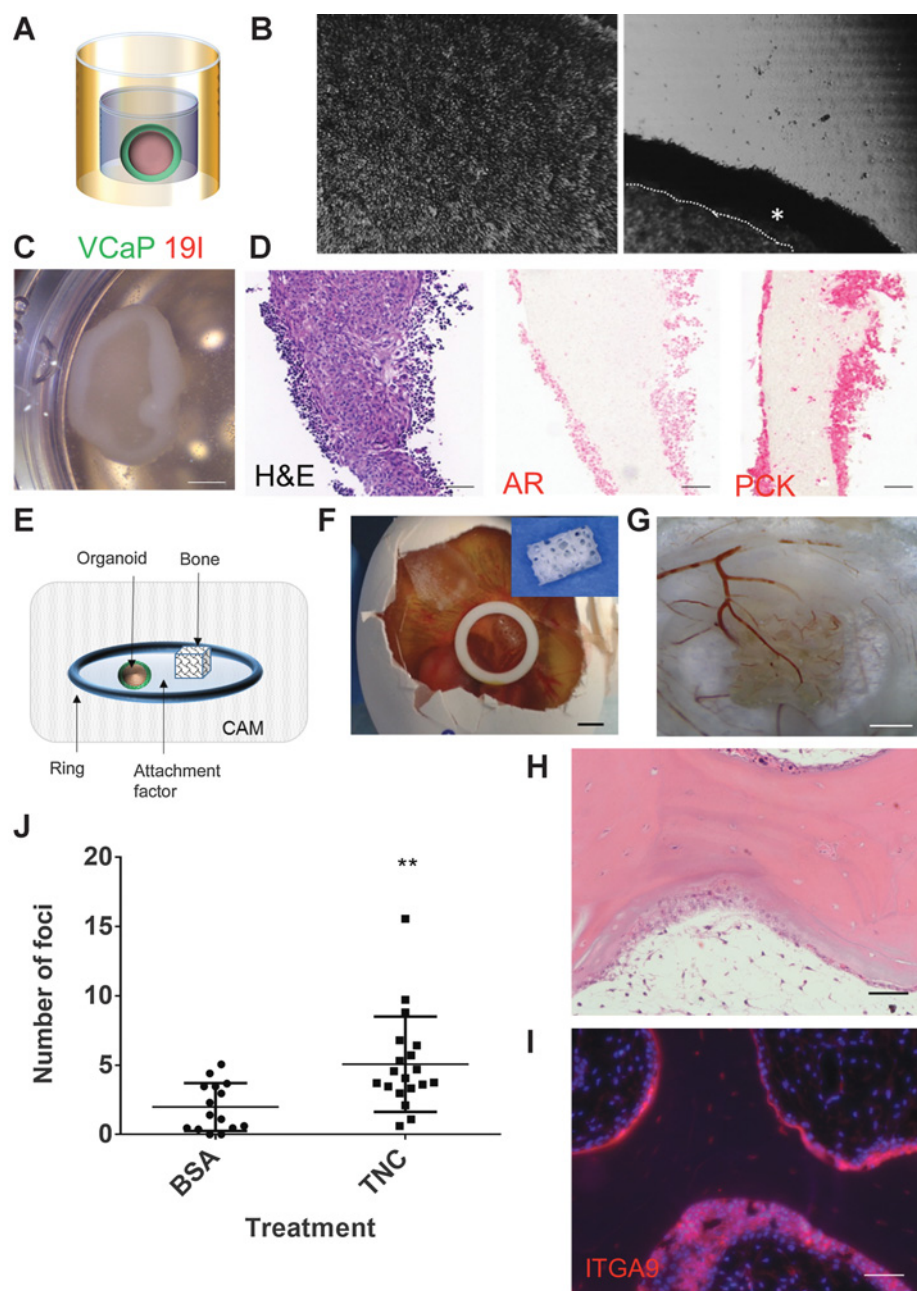 A
B
*
C
VCaP 19I
D
H&E
AR
PCK
E
Organoid
Bone
CAM
Ring
Attachment
factor
F
G
H
I
ITGA9
J
20
15
10
5
0
**
Number of foci
BSA
TNC
Treatment